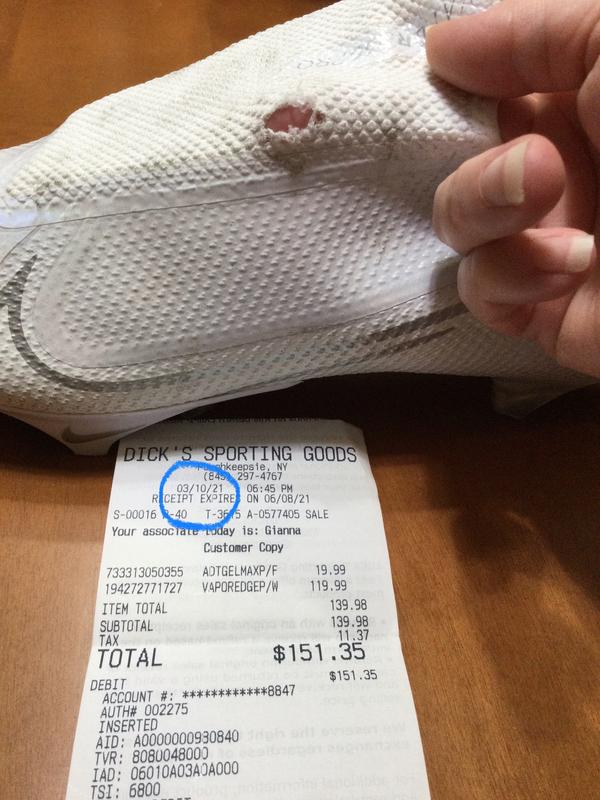 DICK'S SPORTING GOODS
Poughkeepsie, NY
(845) 297-4767
03/10/21 06:45 PM
RECEIPT EXPIRES ON 06/08/21
S-00016 R-40 T-3615 A-0577405 SALE
Your associate today is: Gianna
Customer Copy
733313050355 ADTGELMAXP/F 19.99
194272771727 VAPOREDGEP/W 119.99
ITEM TOTAL 139.98
SUBTOTAL 139.98
TAX 11.37
TOTAL $151.35
DEBIT $151.35
ACCOUNT #: ************8847
AUTH# 002275
INSERTED
AID: A0000000980840
TVR: 8080048000
IAD: 06010A03A0A000
TSI: 6800